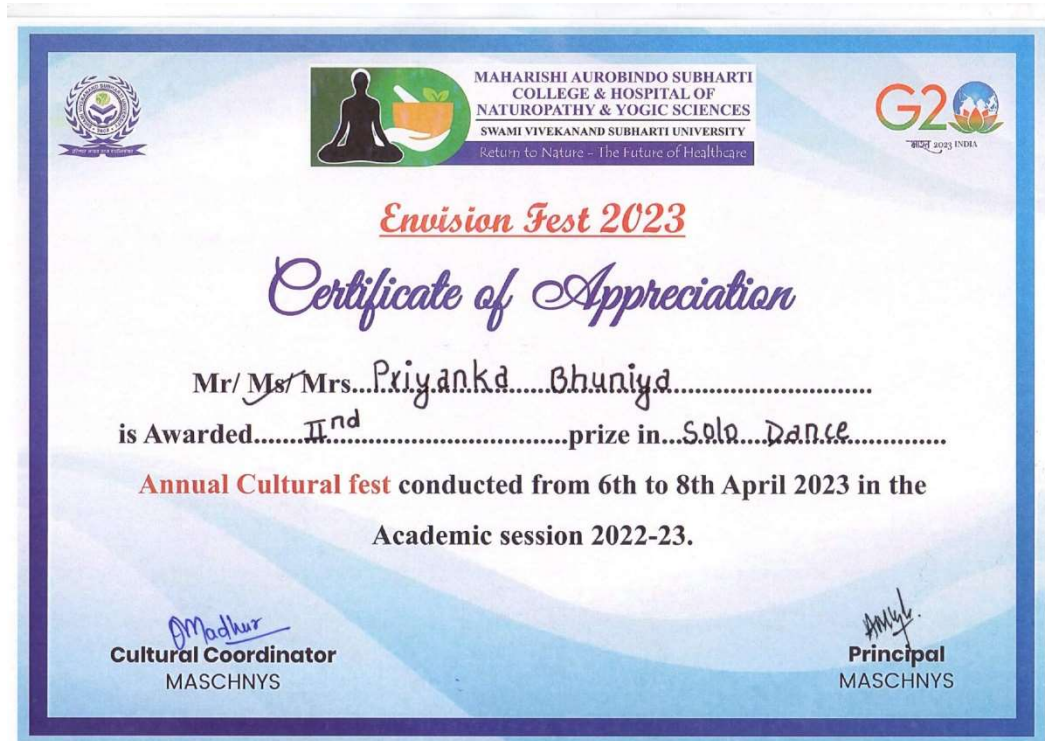 MAHARISHI AUROBINDO SUBHARTI
COLLEGE & HOSPITAL OF
NATUROPATHY & YOGIC SCIENCES
SWAMI VIVEKANAND SUBHARTI UNIVERSITY
Return to Nature - The Future of Healthcare
G20
भारत 2023 INDIA
Envision Fest 2023
Certificate of Appreciation
Mr/ Ms/ Mrs...Priyanka Bhuniya...
is Awarded...IInd...prize in...Solo Dance...
Annual Cultural fest conducted from 6th to 8th April 2023 in the
Academic session 2022-23.
Madhur
Cultural Coordinator
MASCHNYS
Principal
MASCHNYS